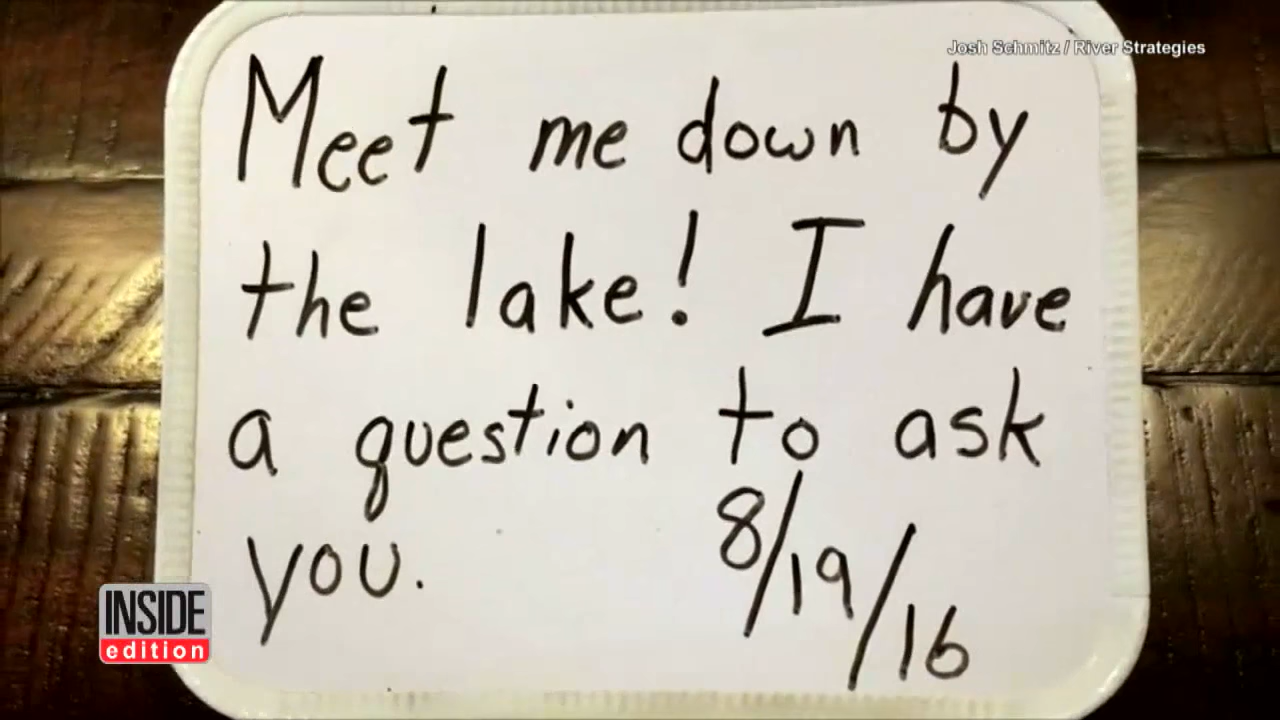 Josh Schmitz / River Strategies
Meet me down by
the lake! I have
a question to ask
you.
8/19/16
INSIDE
edition